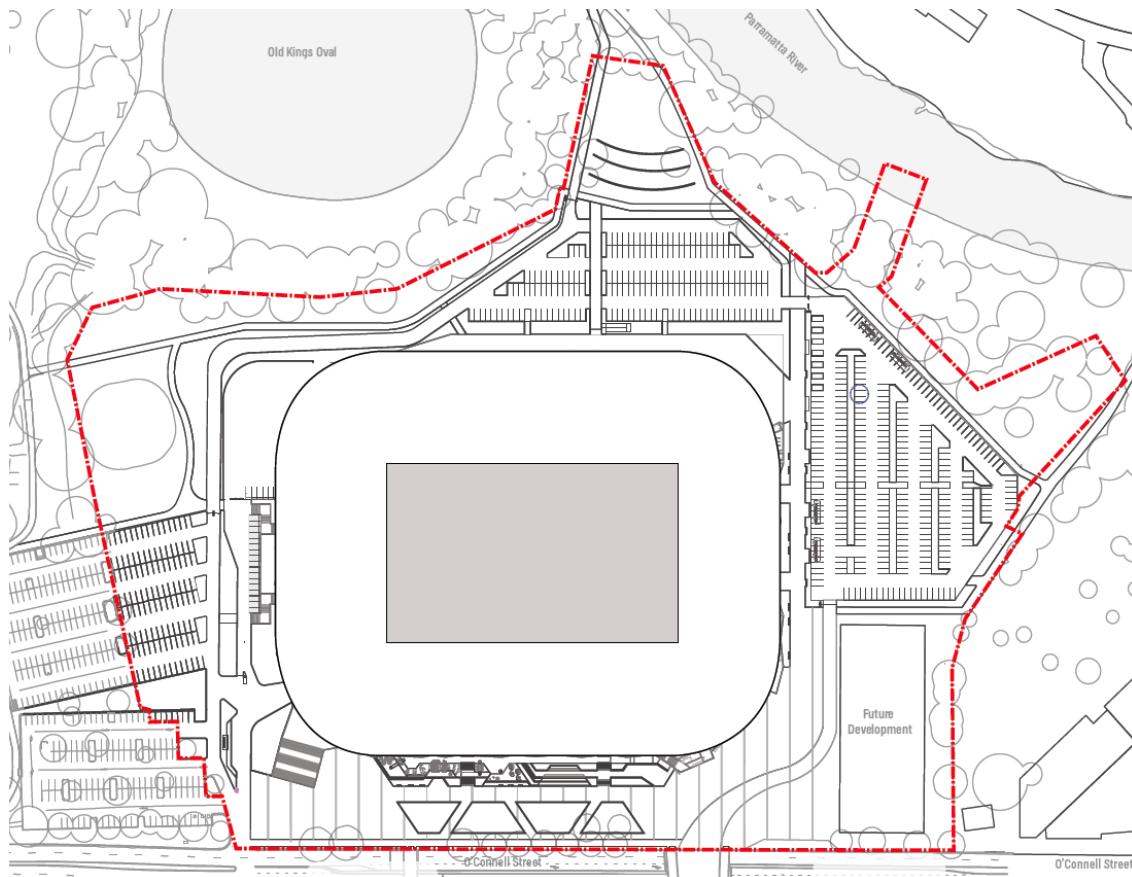 Old Kings Oval
Parramatta River
Future
Development
O'Connell Street
O'Connell Street